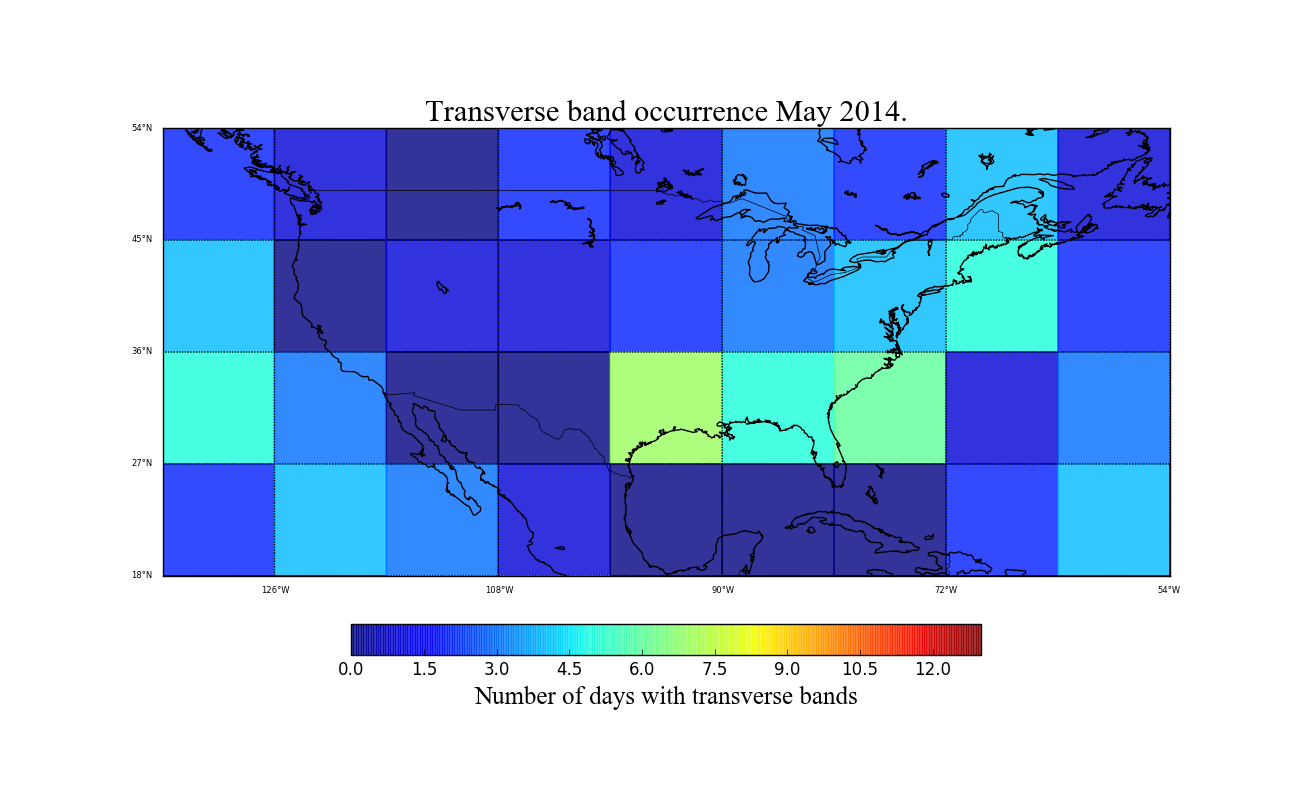 Transverse band occurrence May 2014.
54°N
45°N
36°N
27°N
18°N
126°W 108°W 90°W 72°W 54°W
0.0 1.5 3.0 4.5 6.0 7.5 9.0 10.5 12.0
Number of days with transverse bands